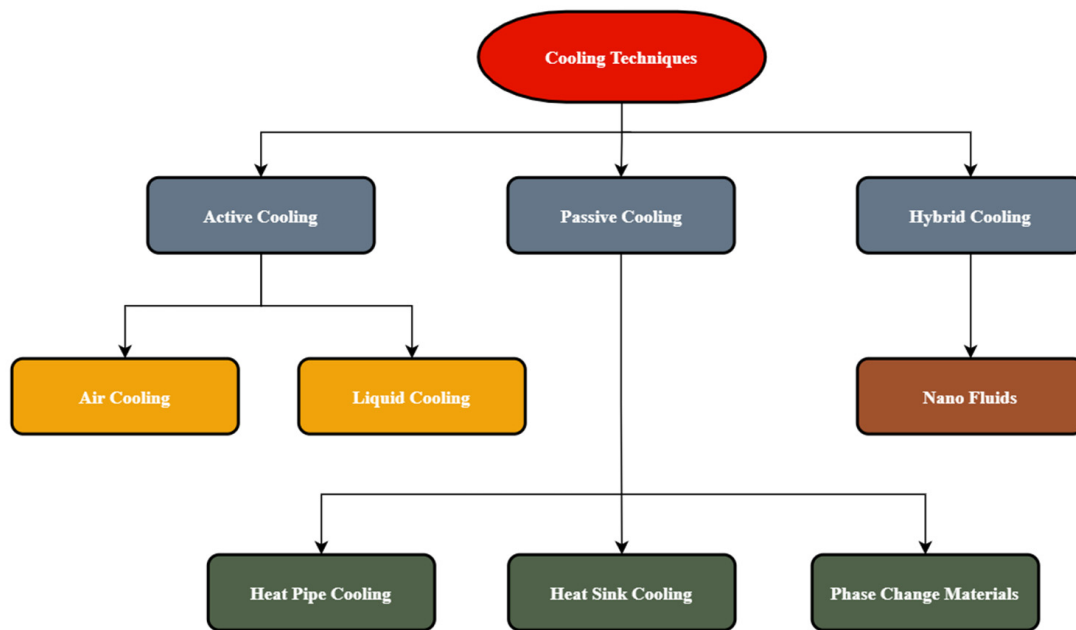 Cooling Techniques
Active Cooling
Passive Cooling
Hybrid Cooling
Air Cooling
Liquid Cooling
Nano Fluids
Heat Pipe Cooling
Heat Sink Cooling
Phase Change Materials